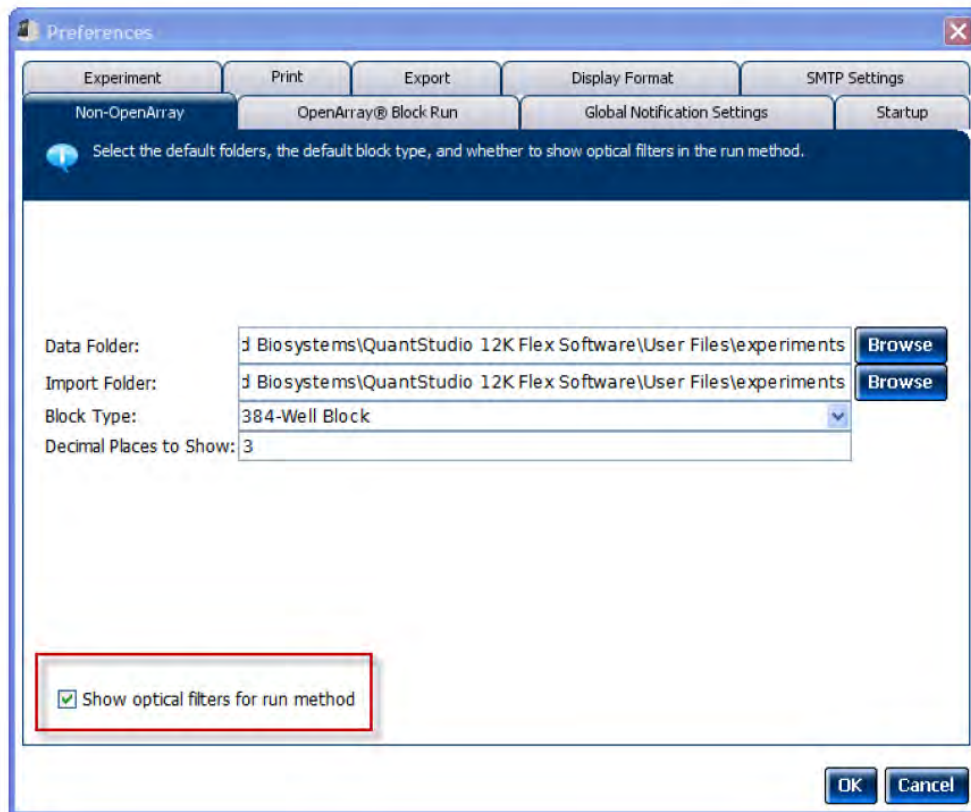 Preferences
Experiment Print Export Display Format SMTP Settings
Non-OpenArray OpenArray® Block Run Global Notification Settings Startup
Select the default folders, the default block type, and whether to show optical filters in the run method.
Data Folder: d Biosystems\QuantStudio 12K Flex Software\User Files\experiments Browse
Import Folder: d Biosystems\QuantStudio 12K Flex Software\User Files\experiments Browse
Block Type: 384-Well Block
Decimal Places to Show: 3
Show optical filters for run method
OK Cancel